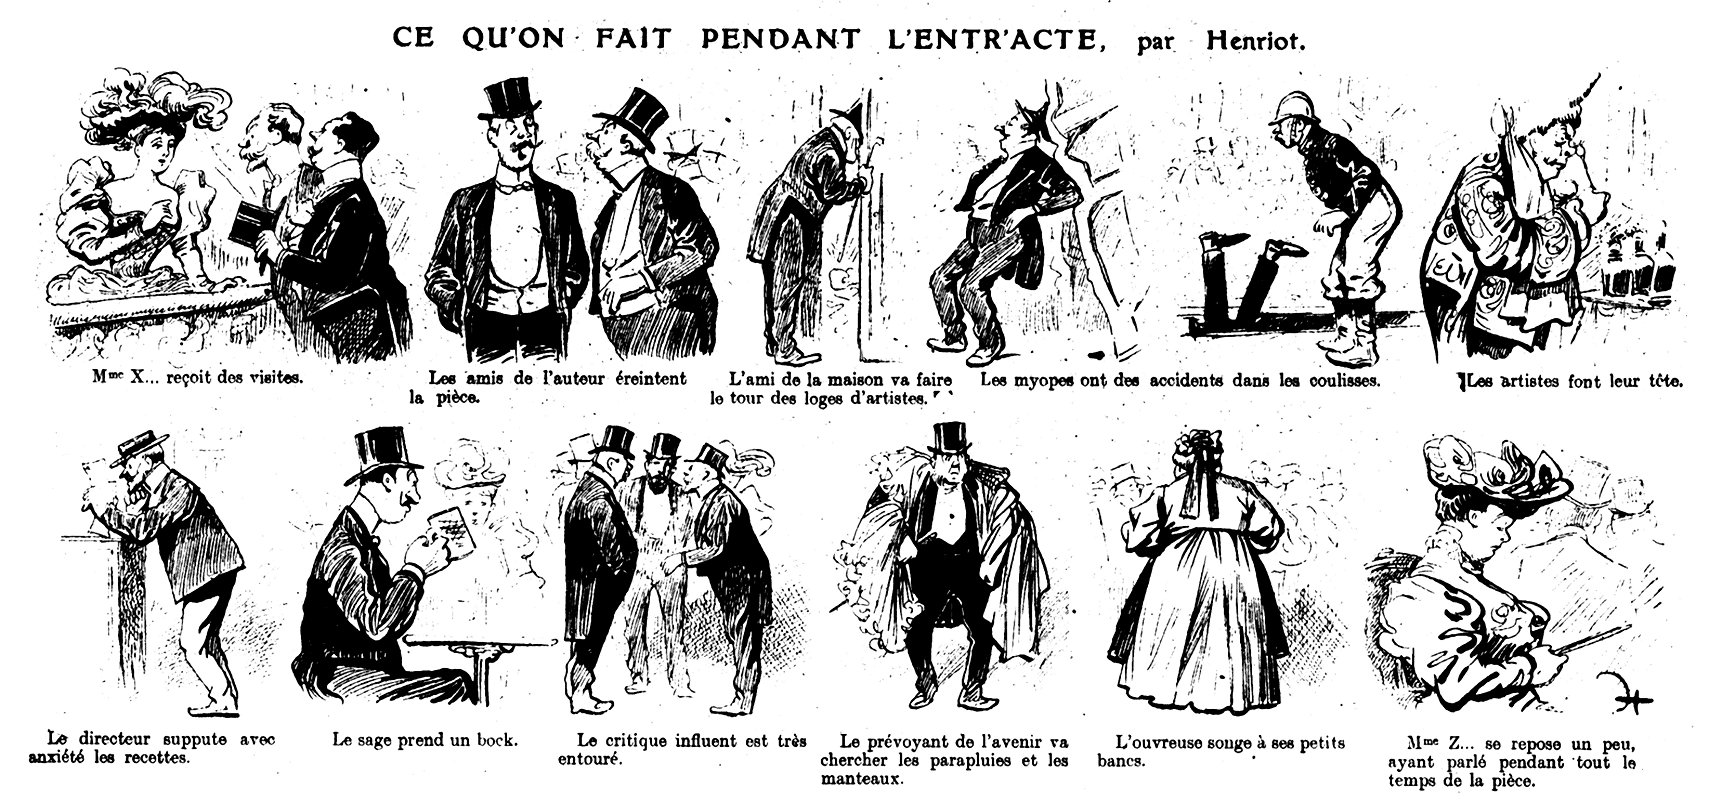 CE QU'ON FAIT PENDANT L'ENTR'ACTE, par Henriot.
Mme X... reçoit des visites.
Les amis de l'auteur éreintent
la pièce.
L'ami de la maison va faire
le tour des loges d'artistes.
Les myopes ont des accidents dans les coulisses.
Les artistes font leur tête.
Le directeur suppute avec
anxiété les recettes.
Le sage prend un bock.
Le critique influent est très
entouré.
Le prévoyant de l'avenir va
chercher les parapluies et les
manteaux.
L'ouvreuse songe à ses petits
bancs.
Mme Z... se repose un peu,
ayant parlé pendant tout le
temps de la pièce.
H